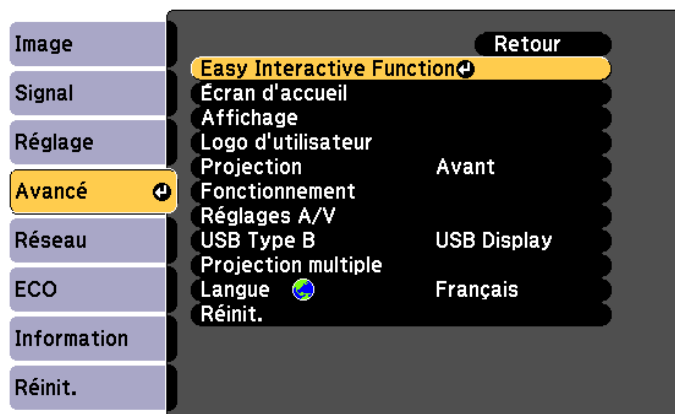 Image
Signal
Réglage
Avancé
Réseau
ECO
Information
Réinit.
Retour
Easy Interactive Function
Écran d'accueil
Affichage
Logo d'utilisateur
Projection Avant
Fonctionnement
Réglages A/V
USB Type B USB Display
Projection multiple
Langue Français
Réinit.